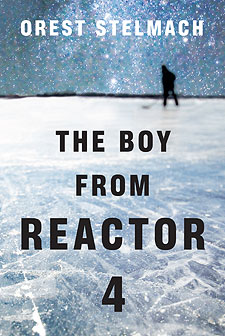 OREST STELMACH
THE BOY
FROM
REACTOR
4